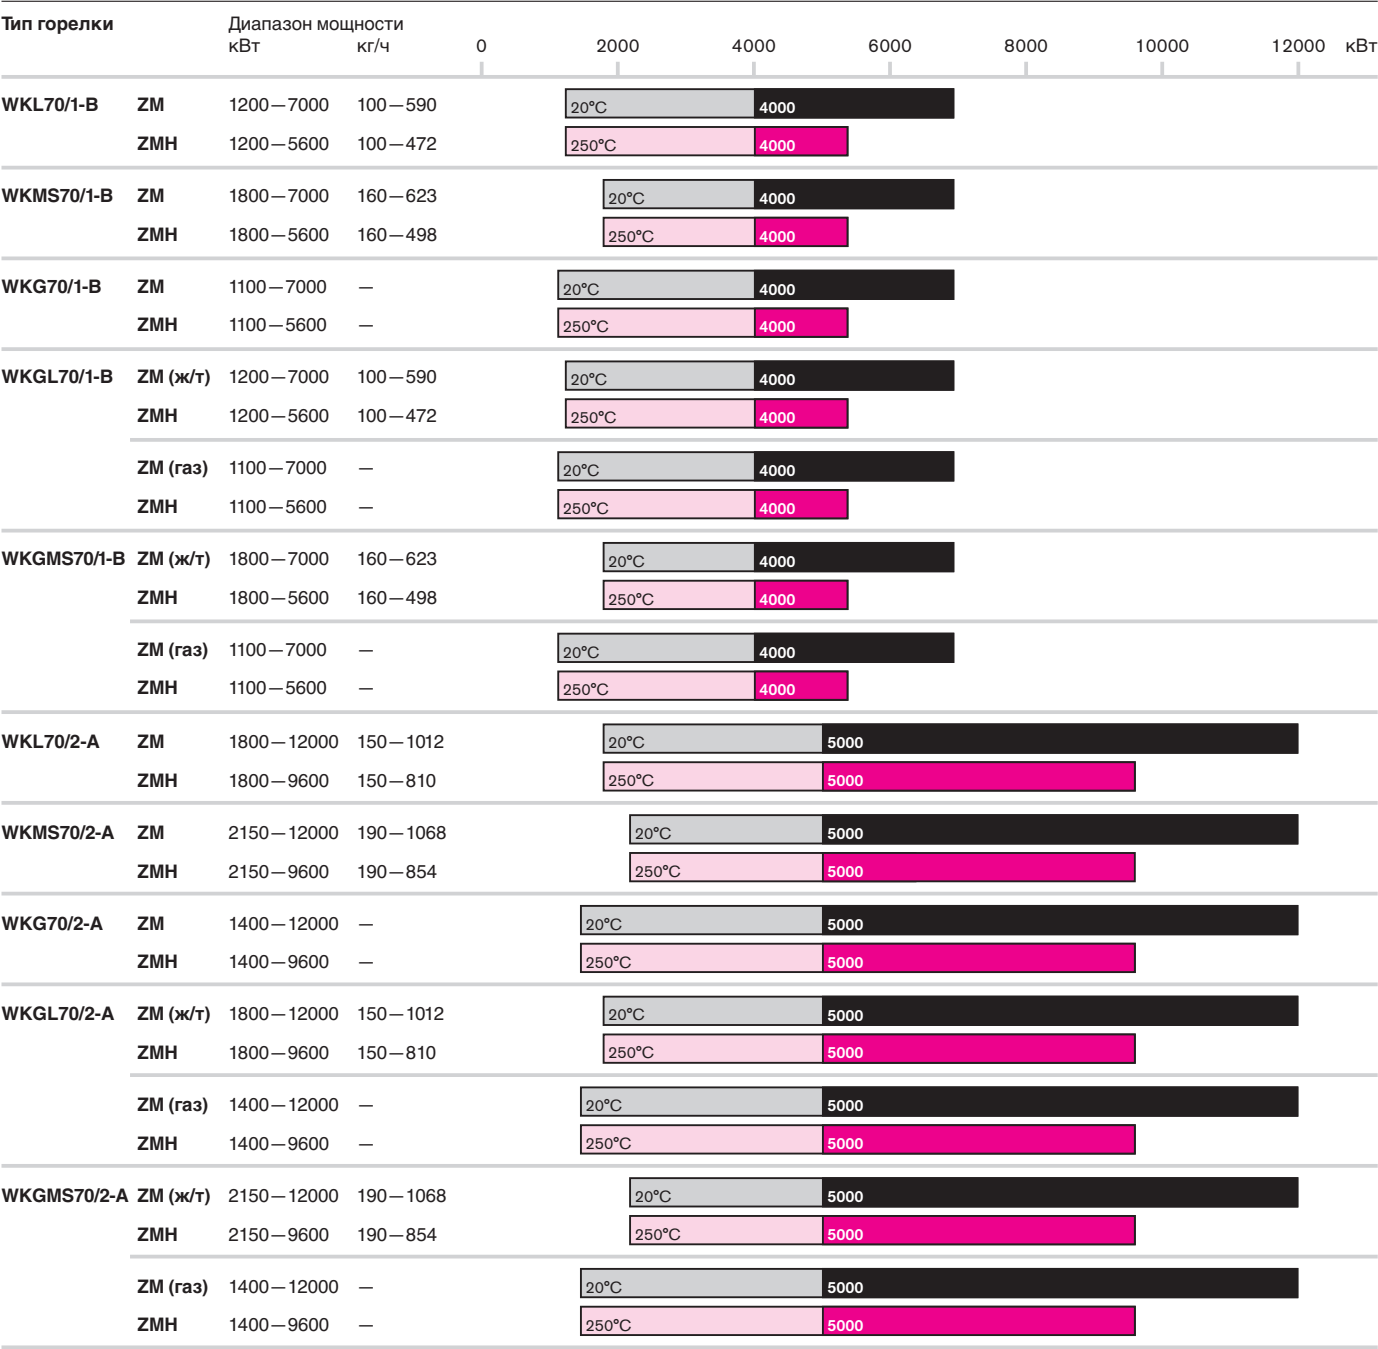 Тип горелки Диапазон мощности
кВт кг/ч 0 2000 4000 6000 8000 10000 12000 кВт
WKL70/1-B ZM 1200—7000 100—590 20°C 4000
ZMH 1200—5600 100—472 250°C 4000
WKMS70/1-B ZM 1800—7000 160—623 20°C 4000
ZMH 1800—5600 160—498 250°C 4000
WKG70/1-B ZM 1100—7000 — 20°C 4000
ZMH 1100—5600 — 250°C 4000
WKGL70/1-B ZM (ж/т) 1200—7000 100—590 20°C 4000
ZMH 1200—5600 100—472 250°C 4000
ZM (газ) 1100—7000 — 20°C 4000
ZMH 1100—5600 — 250°C 4000
WKGMS70/1-B ZM (ж/т) 1800—7000 160—623 20°C 4000
ZMH 1800—5600 160—498 250°C 4000
ZM (газ) 1100—7000 — 20°C 4000
ZMH 1100—5600 — 250°C 4000
WKL70/2-A ZM 1800—12000 150—1012 20°C 5000
ZMH 1800—9600 150—810 250°C 5000
WKMS70/2-A ZM 2150—12000 190—1068 20°C 5000
ZMH 2150—9600 190—854 250°C 5000
WKG70/2-A ZM 1400—12000 — 20°C 5000
ZMH 1400—9600 — 250°C 5000
WKGL70/2-A ZM (ж/т) 1800—12000 150—1012 20°C 5000
ZMH 1800—9600 150—810 250°C 5000
ZM (газ) 1400—12000 — 20°C 5000
ZMH 1400—9600 — 250°C 5000
WKGMS70/2-A ZM (ж/т) 2150—12000 190—1068 20°C 5000
ZMH 2150—9600 190—854 250°C 5000
ZM (газ) 1400—12000 — 20°C 5000
ZMH 1400—9600 — 250°C 5000